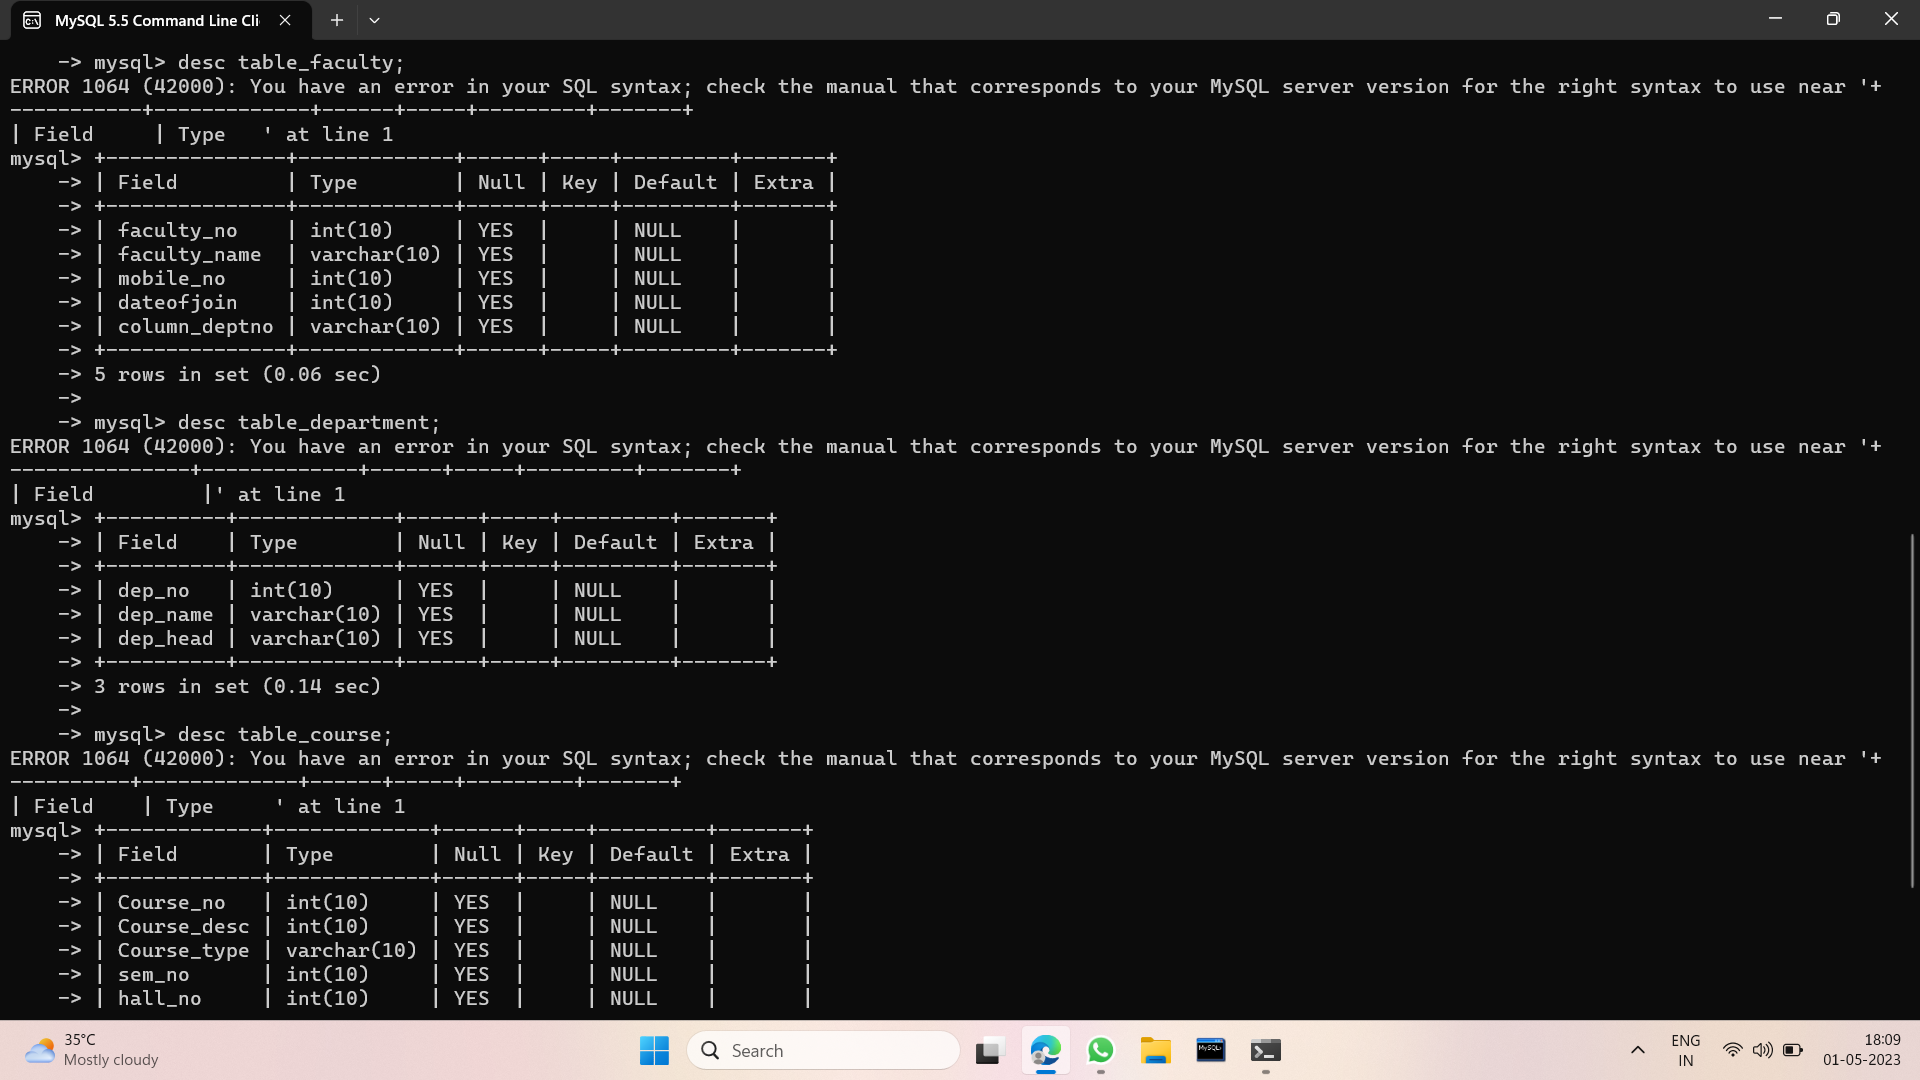 MySQL 5.5 Command Line Cli
-> mysql> desc table_faculty;
ERROR 1064 (42000): You have an error in your SQL syntax; check the manual that corresponds to your MySQL server version for the right syntax to use near '+
-----------+-------------+------+-----+---------+-------+
| Field     | Type   ' at line 1
mysql> +---------------+-------------+------+-----+---------+-------+
    -> | Field         | Type        | Null | Key | Default | Extra |
    -> +---------------+-------------+------+-----+---------+-------+
    -> | faculty_no    | int(10)     | YES  |     | NULL    |       |
    -> | faculty_name  | varchar(10) | YES  |     | NULL    |       |
    -> | mobile_no     | int(10)     | YES  |     | NULL    |       |
    -> | dateofjoin    | int(10)     | YES  |     | NULL    |       |
    -> | column_deptno | varchar(10) | YES  |     | NULL    |       |
    -> +---------------+-------------+------+-----+---------+-------+
    -> 5 rows in set (0.06 sec)
    ->
    -> mysql> desc table_department;
ERROR 1064 (42000): You have an error in your SQL syntax; check the manual that corresponds to your MySQL server version for the right syntax to use near '+
---------------+-------------+------+-----+---------+-------+
| Field         |' at line 1
mysql> +----------+-------------+------+-----+---------+-------+
    -> | Field    | Type        | Null | Key | Default | Extra |
    -> +----------+-------------+------+-----+---------+-------+
    -> | dep_no   | int(10)     | YES  |     | NULL    |       |
    -> | dep_name | varchar(10) | YES  |     | NULL    |       |
    -> | dep_head | varchar(10) | YES  |     | NULL    |       |
    -> +----------+-------------+------+-----+---------+-------+
    -> 3 rows in set (0.14 sec)
    ->
    -> mysql> desc table_course;
ERROR 1064 (42000): You have an error in your SQL syntax; check the manual that corresponds to your MySQL server version for the right syntax to use near '+
----------+-------------+------+-----+---------+-------+
| Field    | Type     ' at line 1
mysql> +-------------+-------------+------+-----+---------+-------+
    -> | Field       | Type        | Null | Key | Default | Extra |
    -> +-------------+-------------+------+-----+---------+-------+
    -> | Course_no   | int(10)     | YES  |     | NULL    |       |
    -> | Course_desc | int(10)     | YES  |     | NULL    |       |
    -> | Course_type | varchar(10) | YES  |     | NULL    |       |
    -> | sem_no      | int(10)     | YES  |     | NULL    |       |
    -> | hall_no     | int(10)     | YES  |     | NULL    |       |
35°C
Mostly cloudy
Search
MySQL
ENG
IN
18:09
01-05-2023